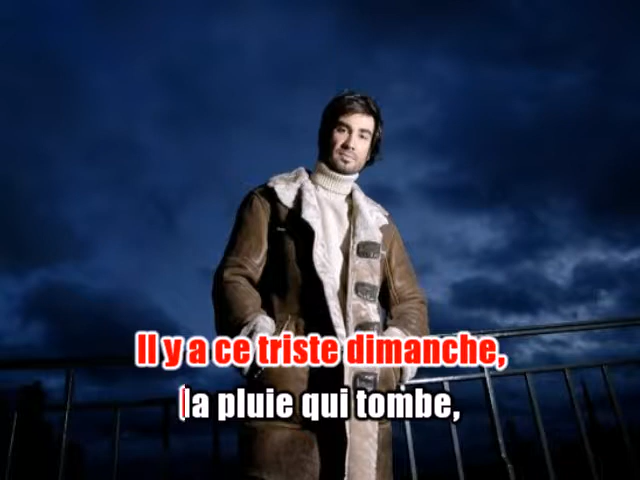 Il y a ce triste dimanche,
la pluie qui tombe,